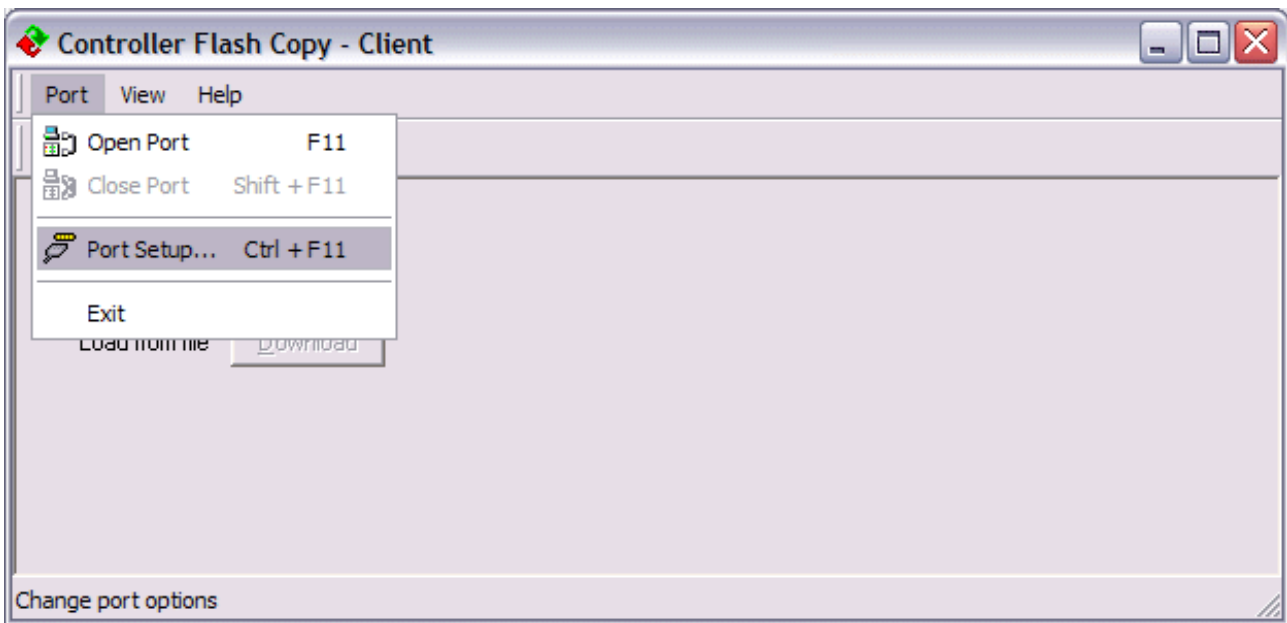 Controller Flash Copy - Client
Port View Help
Open Port F11
Close Port Shift + F11
Port Setup... Ctrl + F11
Exit
Load from file Download
Change port options